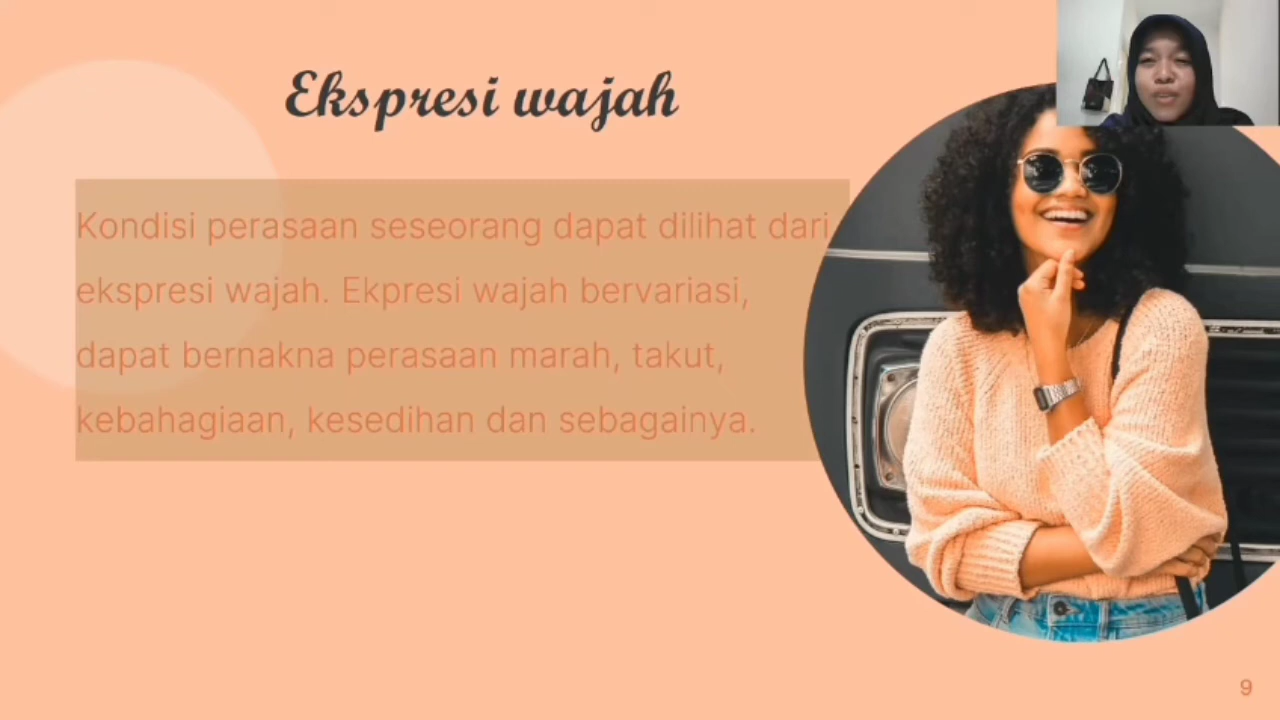 Ekspresi wajah
Kondisi perasaan seseorang dapat dilihat dari
ekspresi wajah. Ekpresi wajah bervariasi,
dapat bernakna perasaan marah, takut,
kebahagiaan, kesedihan dan sebagainya.
9